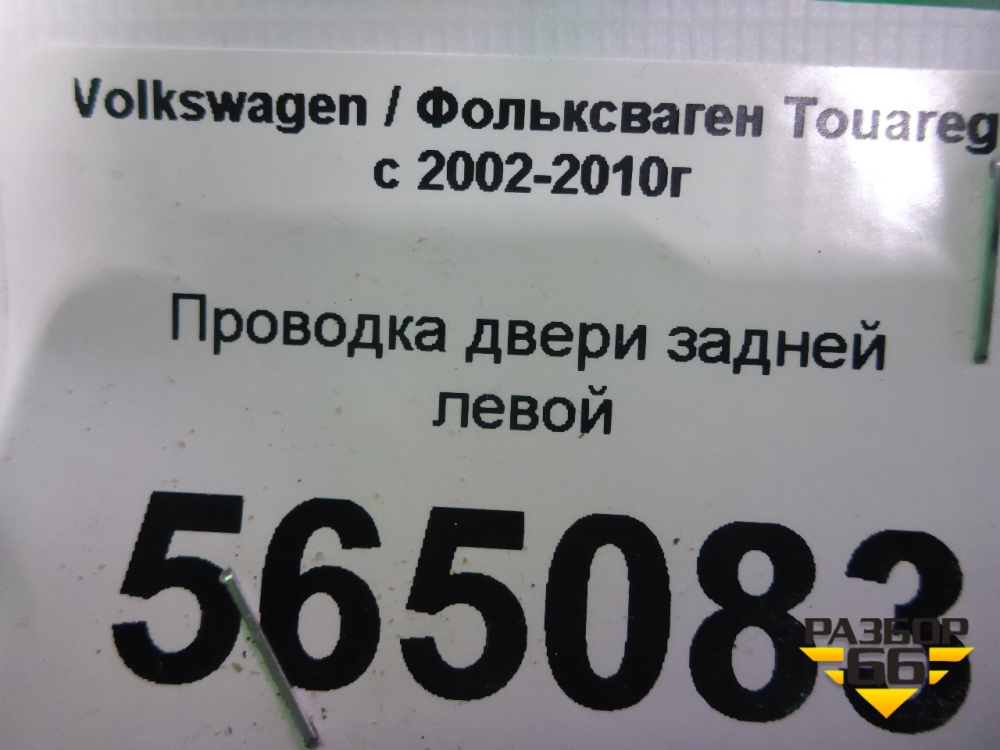 Volkswagen / Фольксваген Touareg
с 2002-2010г
Проводка двери задней
левой
565083
РАЗБОР
66